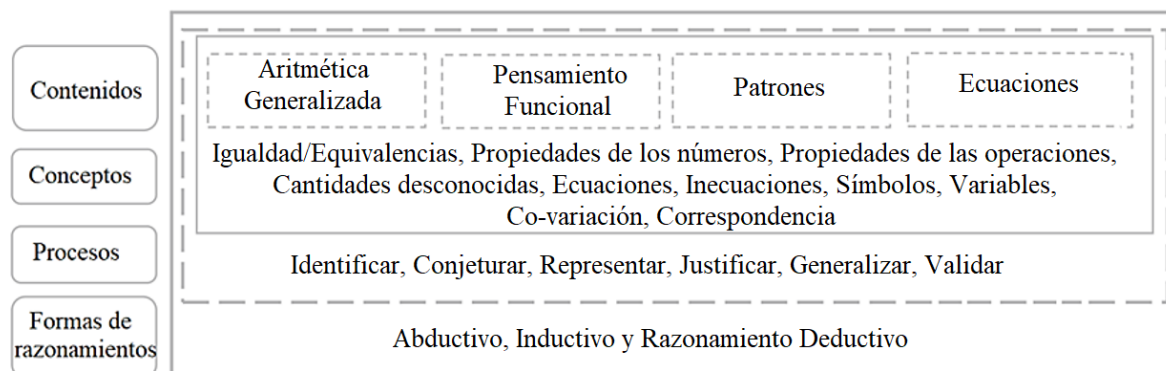 Contenidos
Aritmética
Generalizada
Pensamiento
Funcional
Patrones
Ecuaciones
Conceptos
Igualdad/Equivalencias, Propiedades de los números, Propiedades de las operaciones,
Cantidades desconocidas, Ecuaciones, Inecuaciones, Símbolos, Variables,
Co-variación, Correspondencia
Procesos
Identificar, Conjeturar, Representar, Justificar, Generalizar, Validar
Formas de
razonamientos
Abductivo, Inductivo y Razonamiento Deductivo